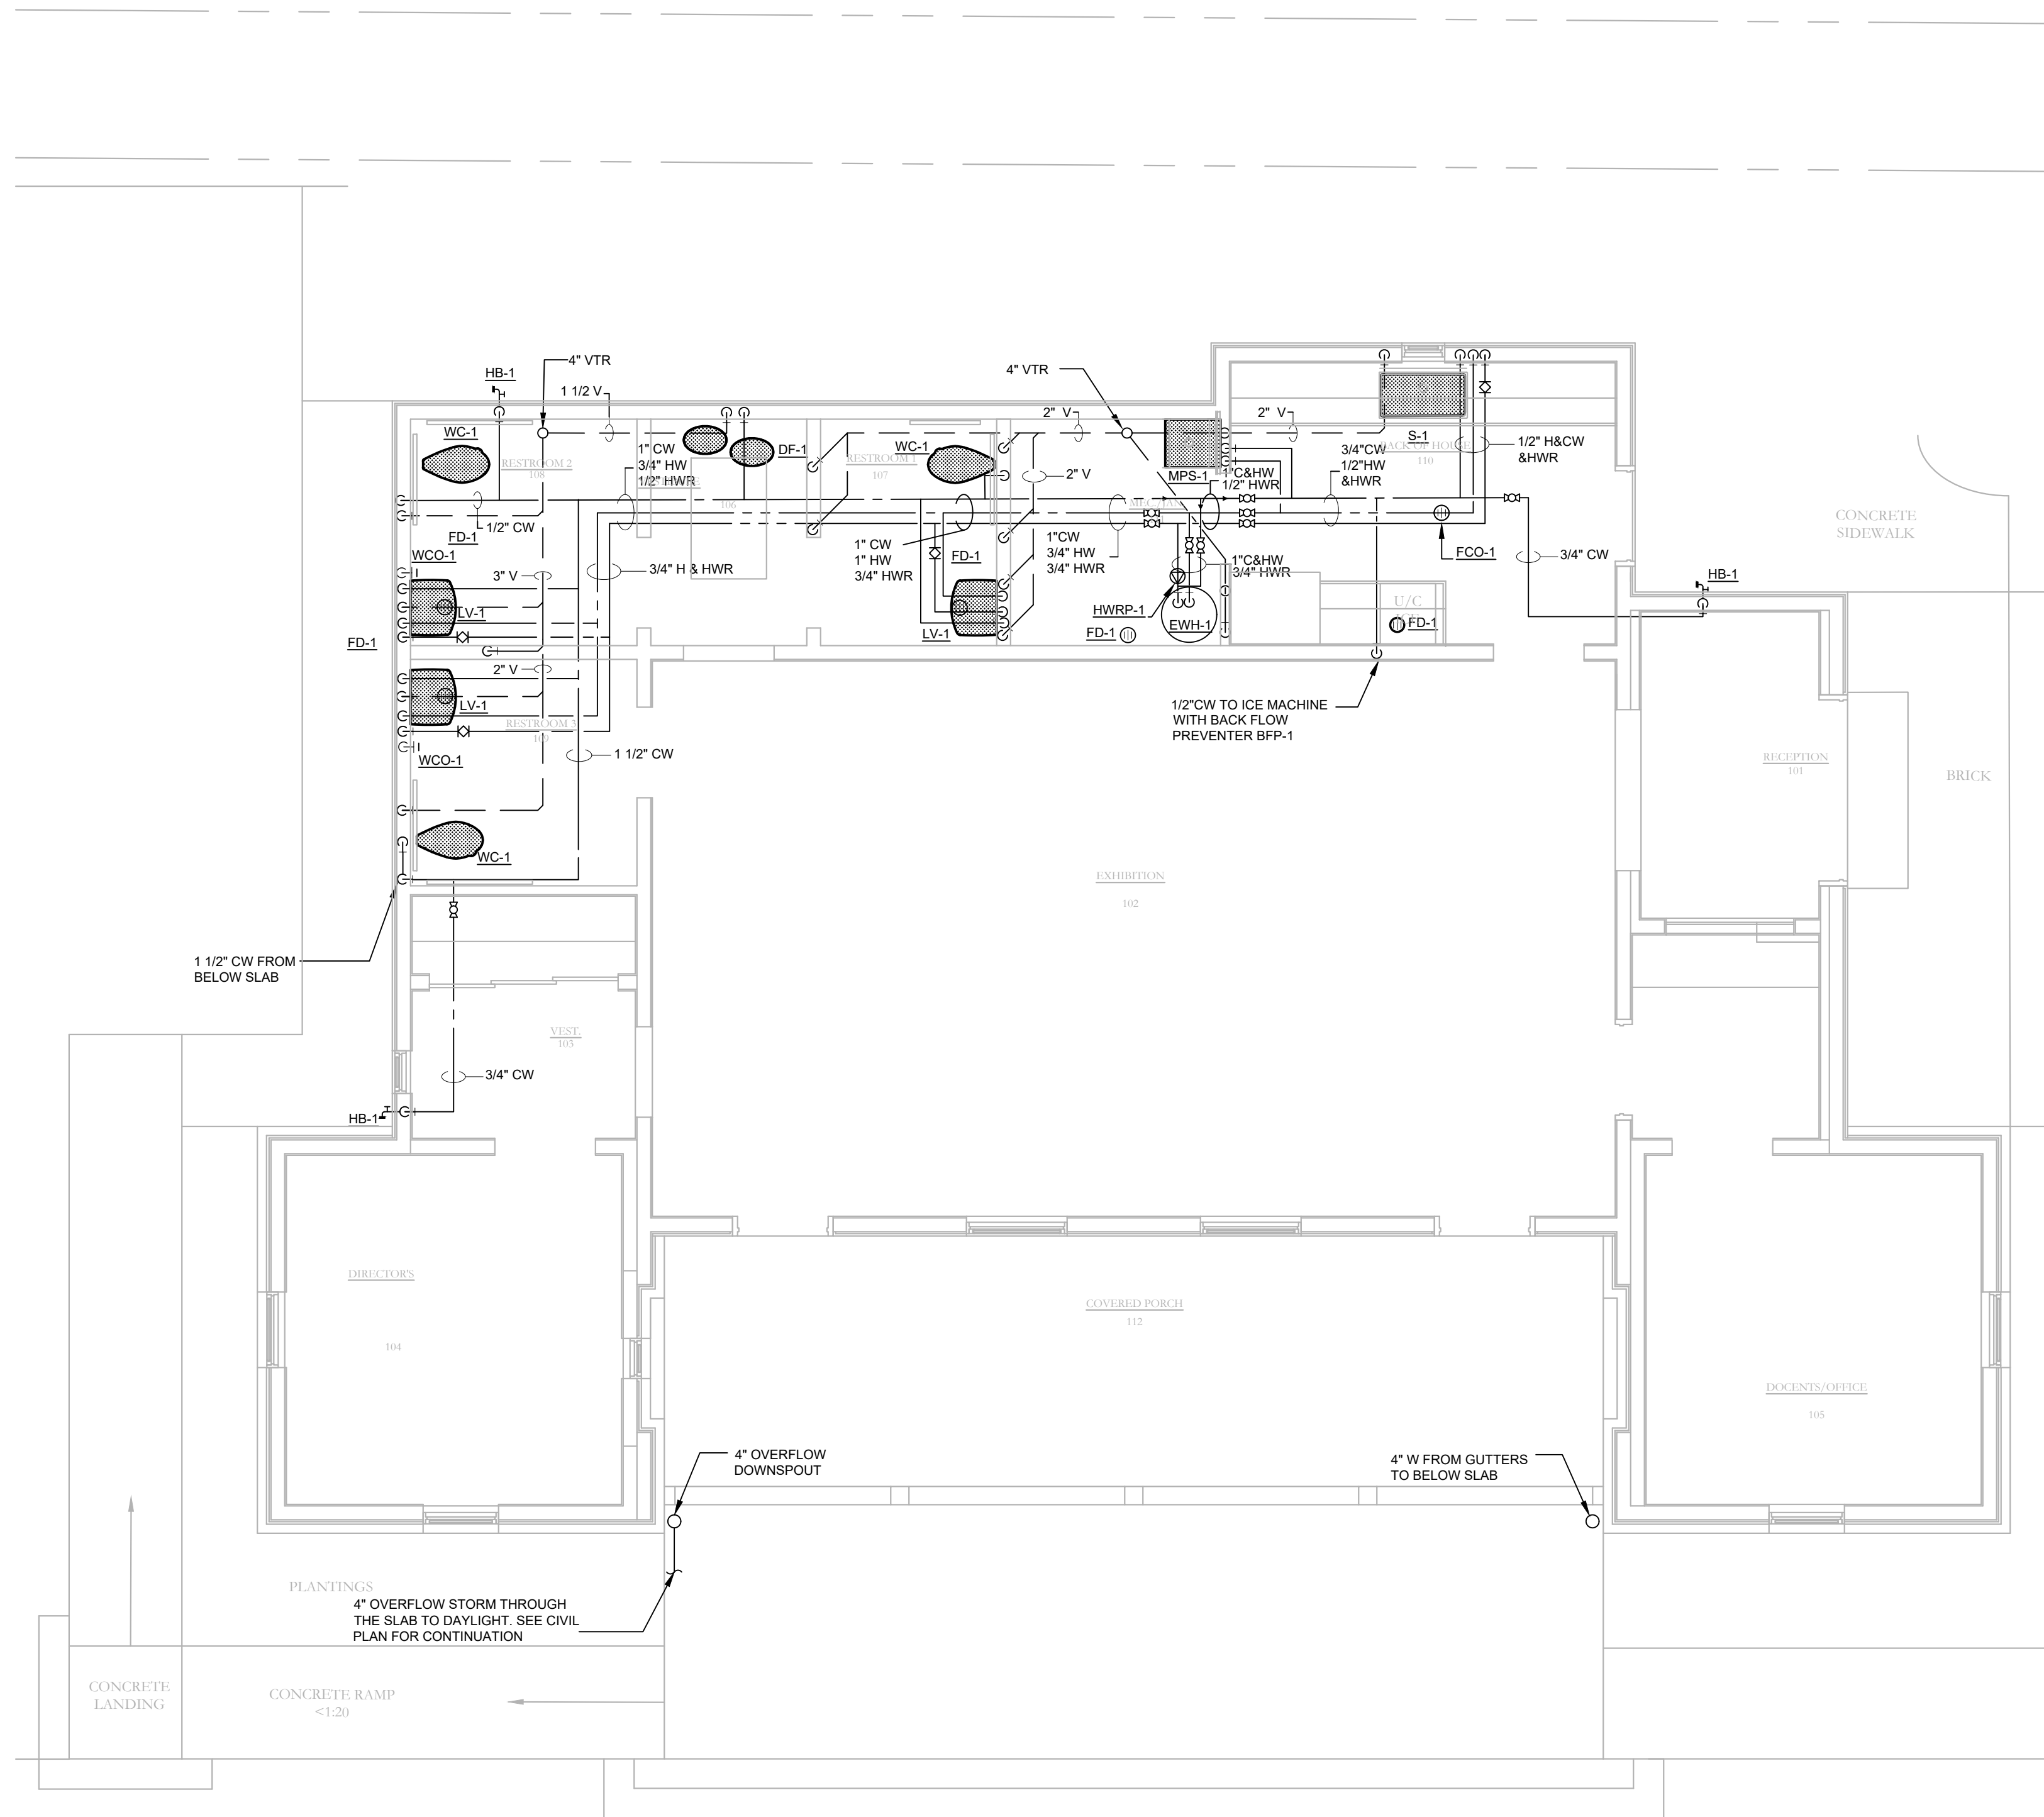 4" VTR
HB-1
1 1/2 V
4" VTR
WC-1
RESTROOM 2
108
1" CW
3/4" HW
1/2" HWR
106
DF-1
RESTROOM 1
107
WC-1
2" V
2" V
2" V
MPS-1
1"C&HW
1/2" HWR
3/4"CW
1/2"HW
&HWR
S-1
BACK OF HOUSE
110
1/2" H&CW
&HWR
1/2" CW
FD-1
WCO-1
3" V
3/4" H & HWR
1" CW
1" HW
3/4" HWR
FD-1
1"CW
3/4" HW
3/4" HWR
1"C&HW
3/4" HWR
FCO-1
3/4" CW
HB-1
CONCRETE
SIDEWALK
LV-1
LV-1
HWRP-1
FD-1
EWH-1
U/C
ICE
FD-1
FD-1
2" V
LV-1
RESTROOM 3
109
WCO-1
1 1/2" CW
1/2"CW TO ICE MACHINE
WITH BACK FLOW
PREVENTER BFP-1
RECEPTION
101
BRICK
WC-1
EXHIBITION
102
1 1/2" CW FROM
BELOW SLAB
VEST.
103
3/4" CW
HB-1
DIRECTOR'S
104
COVERED PORCH
112
DOCENTS/OFFICE
105
4" OVERFLOW
DOWNSPOUT
4" W FROM GUTTERS
TO BELOW SLAB
PLANTINGS
4" OVERFLOW STORM THROUGH
THE SLAB TO DAYLIGHT. SEE CIVIL
PLAN FOR CONTINUATION
CONCRETE
LANDING
CONCRETE RAMP
<1:20